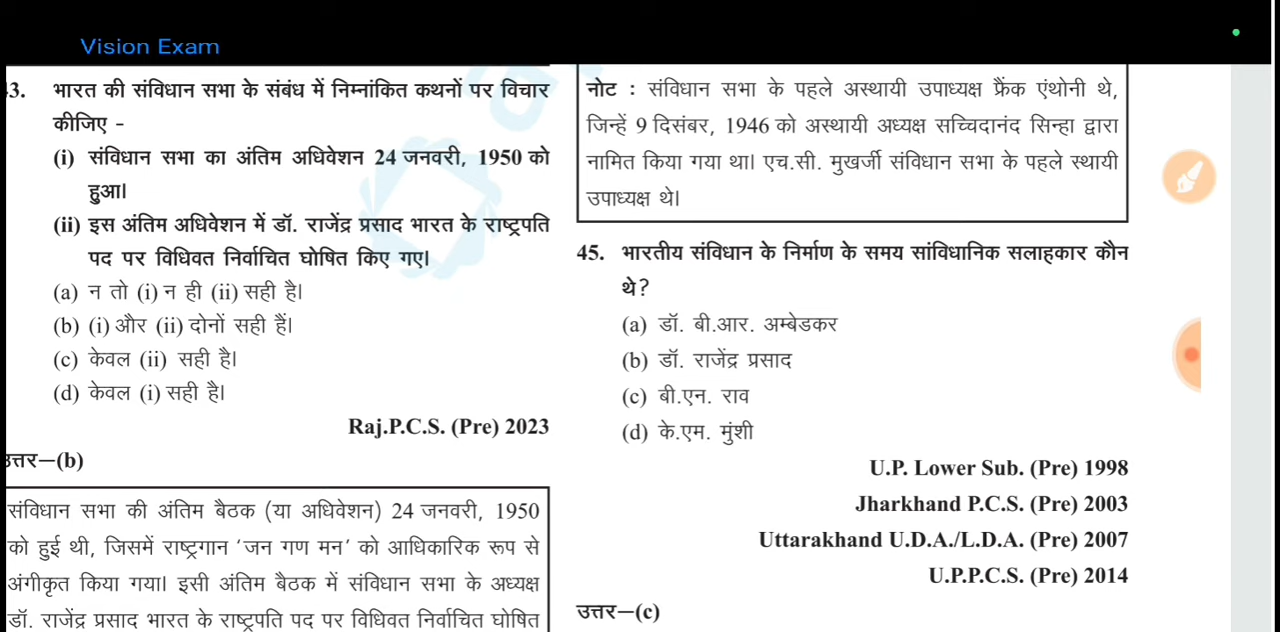 Vision Exam
3. भारत की संविधान सभा के संबंध में निम्नांकित कथनों पर विचार
कीजिए -
(i) संविधान सभा का अंतिम अधिवेशन 24 जनवरी, 1950 को
हुआ।
(ii) इस अंतिम अधिवेशन में डॉ. राजेंद्र प्रसाद भारत के राष्ट्रपति
पद पर विधिवत निर्वाचित घोषित किए गए।
(a) न तो (i) न ही (ii) सही है।
(b) (i) और (ii) दोनों सही हैं।
(c) केवल (ii) सही है।
(d) केवल (i) सही है।
Raj.P.C.S. (Pre) 2023
उत्तर—(b)
संविधान सभा की अंतिम बैठक (या अधिवेशन) 24 जनवरी, 1950
को हुई थी, जिसमें राष्ट्रगान 'जन गण मन' को आधिकारिक रूप से
अंगीकृत किया गया। इसी अंतिम बैठक में संविधान सभा के अध्यक्ष
डॉ. राजेंद्र प्रसाद भारत के राष्ट्रपति पद पर विधिवत निर्वाचित घोषित
नोट : संविधान सभा के पहले अस्थायी उपाध्यक्ष फ्रैंक एंथोनी थे,
जिन्हें 9 दिसंबर, 1946 को अस्थायी अध्यक्ष सच्चिदानंद सिन्हा द्वारा
नामित किया गया था। एच.सी. मुखर्जी संविधान सभा के पहले स्थायी
उपाध्यक्ष थे।
45. भारतीय संविधान के निर्माण के समय सांविधानिक सलाहकार कौन
थे?
(a) डॉ. बी.आर. अम्बेडकर
(b) डॉ. राजेंद्र प्रसाद
(c) बी.एन. राव
(d) के.एम. मुंशी
U.P. Lower Sub. (Pre) 1998
Jharkhand P.C.S. (Pre) 2003
Uttarakhand U.D.A./L.D.A. (Pre) 2007
U.P.P.C.S. (Pre) 2014
उत्तर—(c)